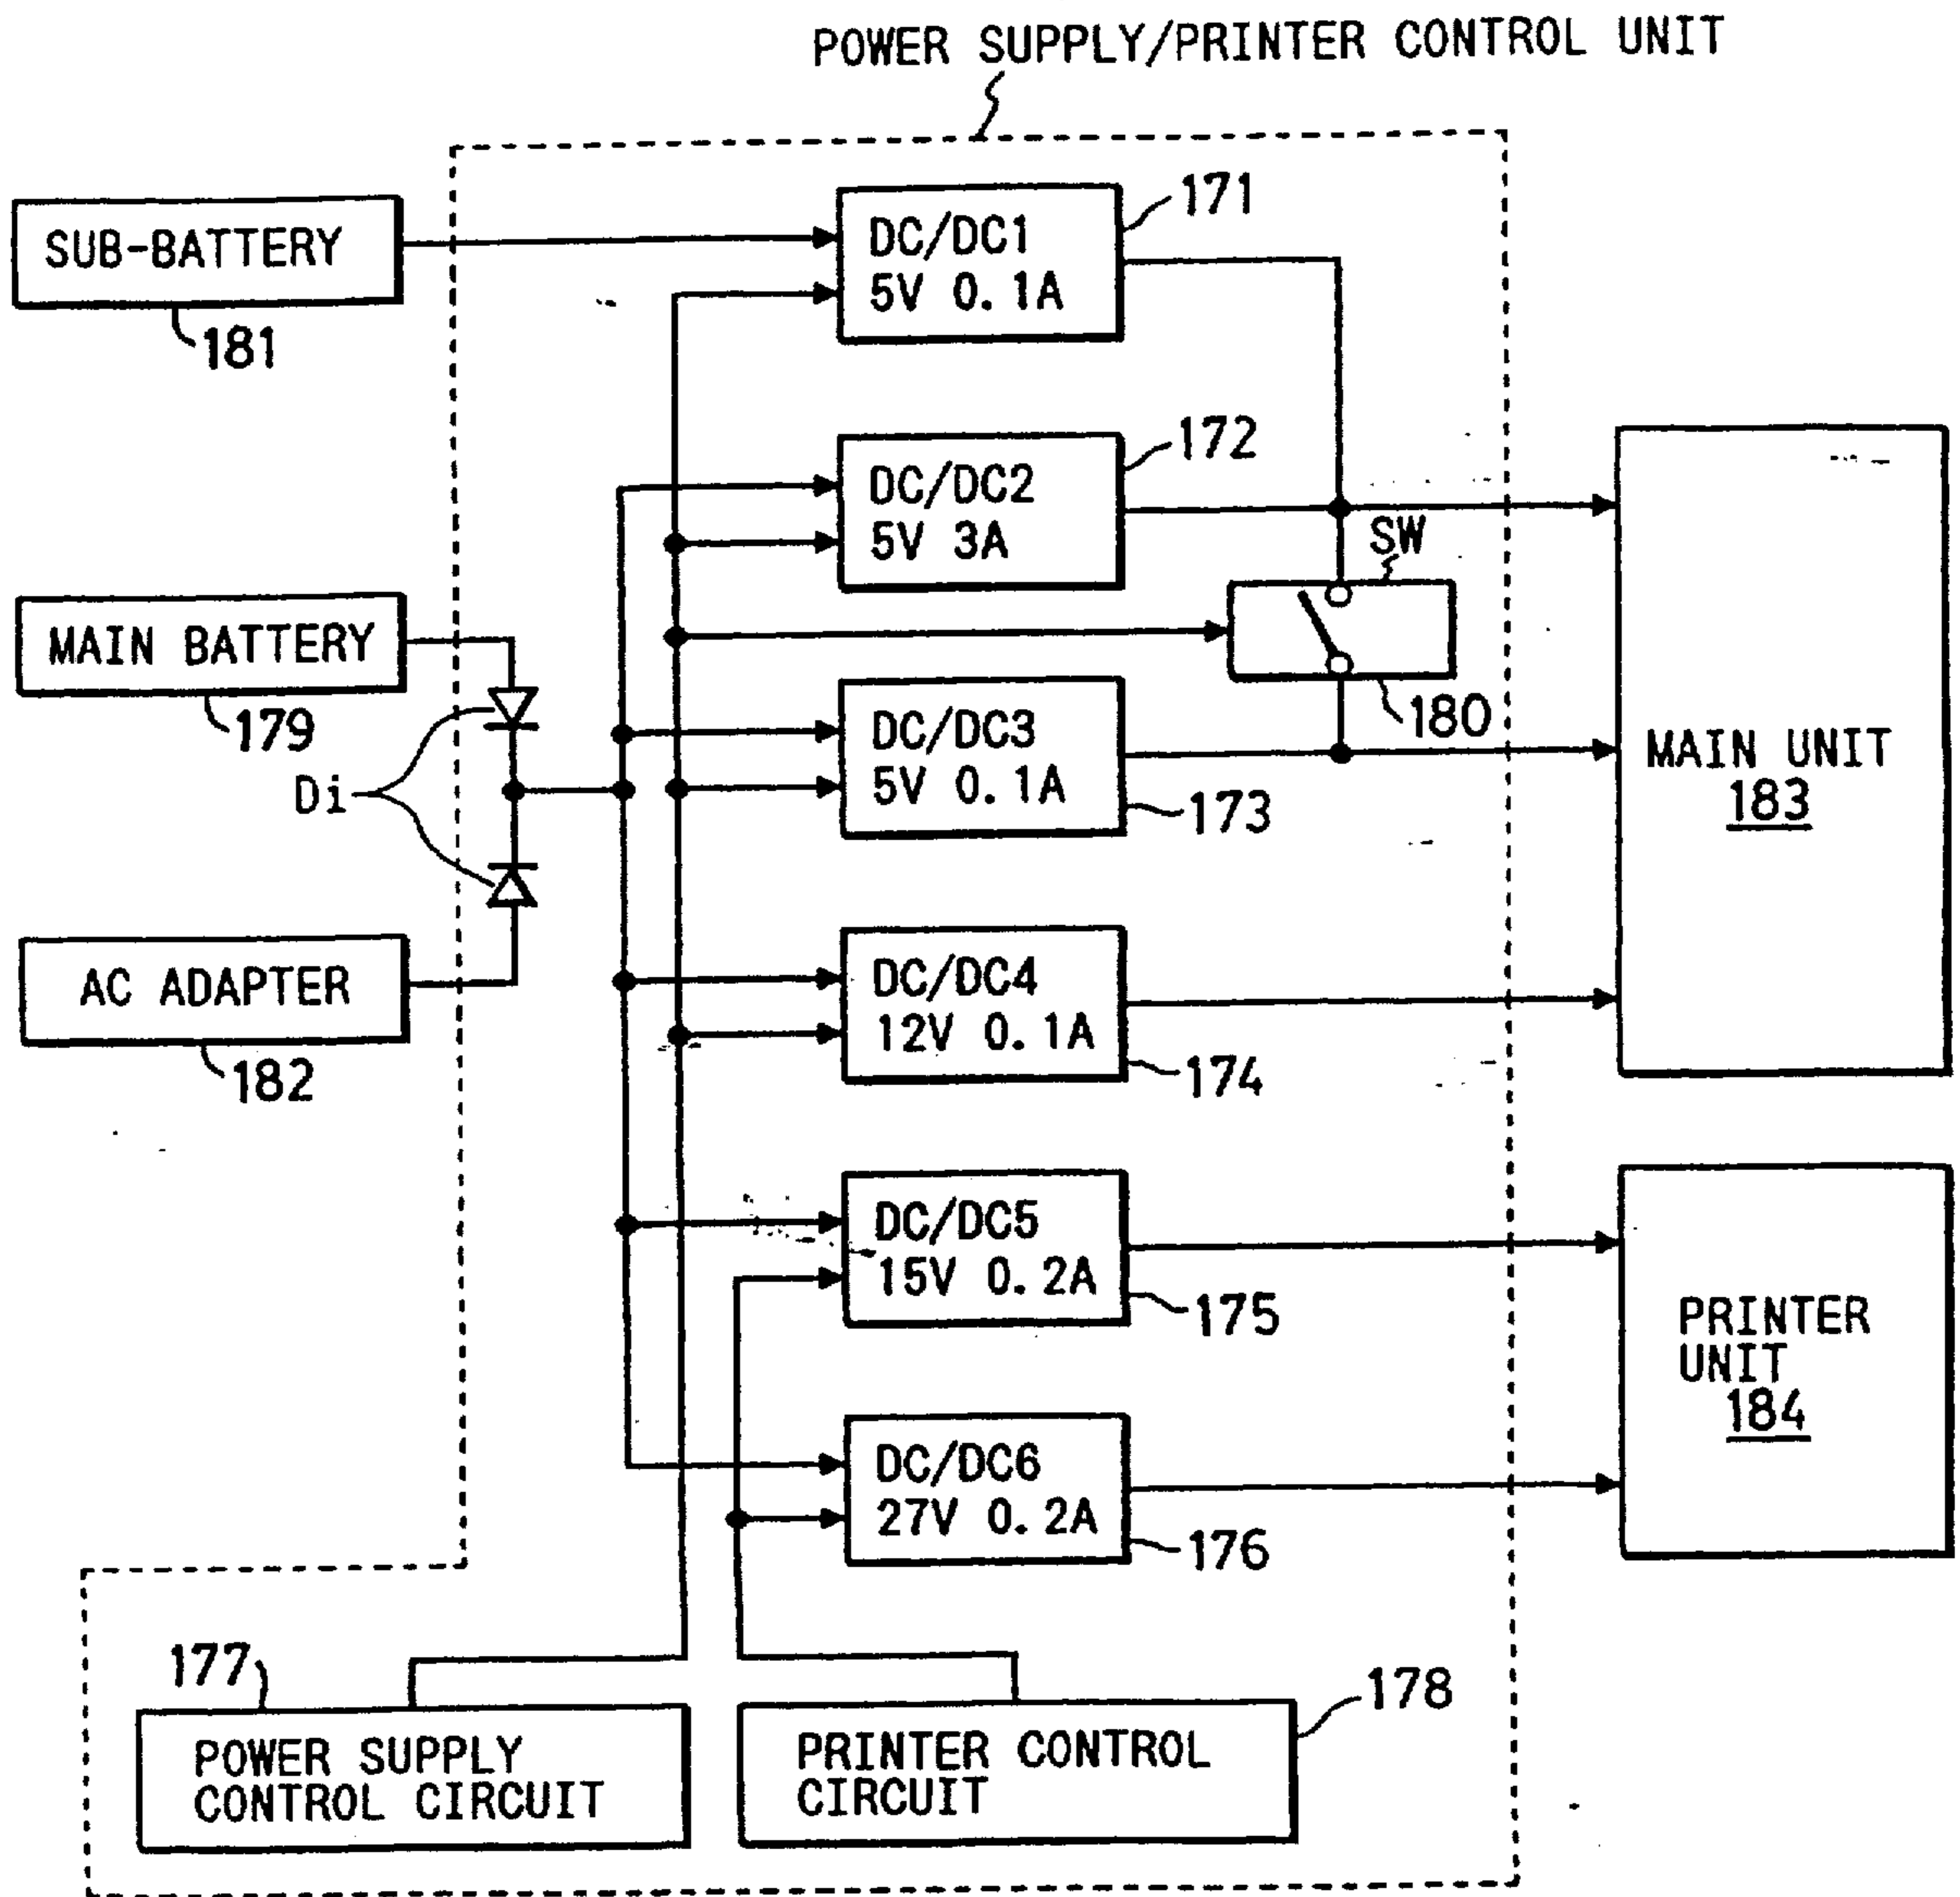 POWER SUPPLY/PRINTER CONTROL UNIT
SUB-BATTERY
181
DC/DC1
5V 0.1A
171
DC/DC2
5V 3A
172
SW
180
MAIN BATTERY
179
Di
DC/DC3
5V 0.1A
173
MAIN UNIT
183
AC ADAPTER
182
DC/DC4
12V 0.1A
174
DC/DC5
15V 0.2A
175
PRINTER
UNIT
184
DC/DC6
27V 0.2A
176
177
POWER SUPPLY
CONTROL CIRCUIT
PRINTER CONTROL
CIRCUIT
178